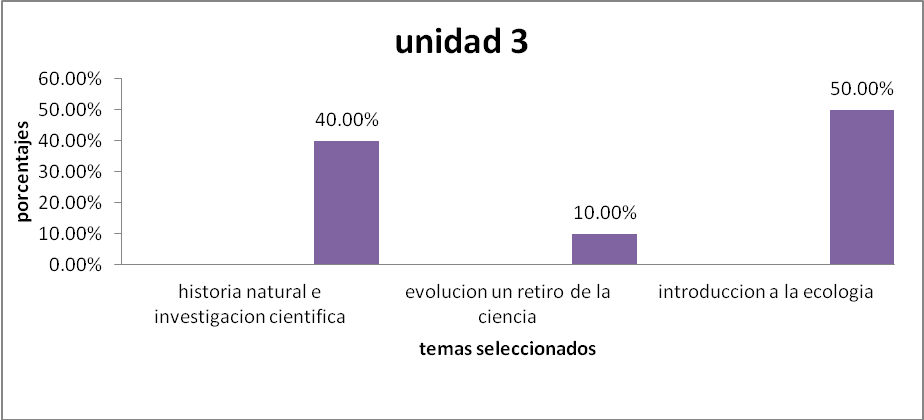 unidad 3
porcentajes
60.00%
50.00%
40.00%
30.00%
20.00%
10.00%
0.00%
40.00%
10.00%
50.00%
historia natural e
investigacion cientifica
evolucion un retiro de la
ciencia
introduccion a la ecologia
temas seleccionados